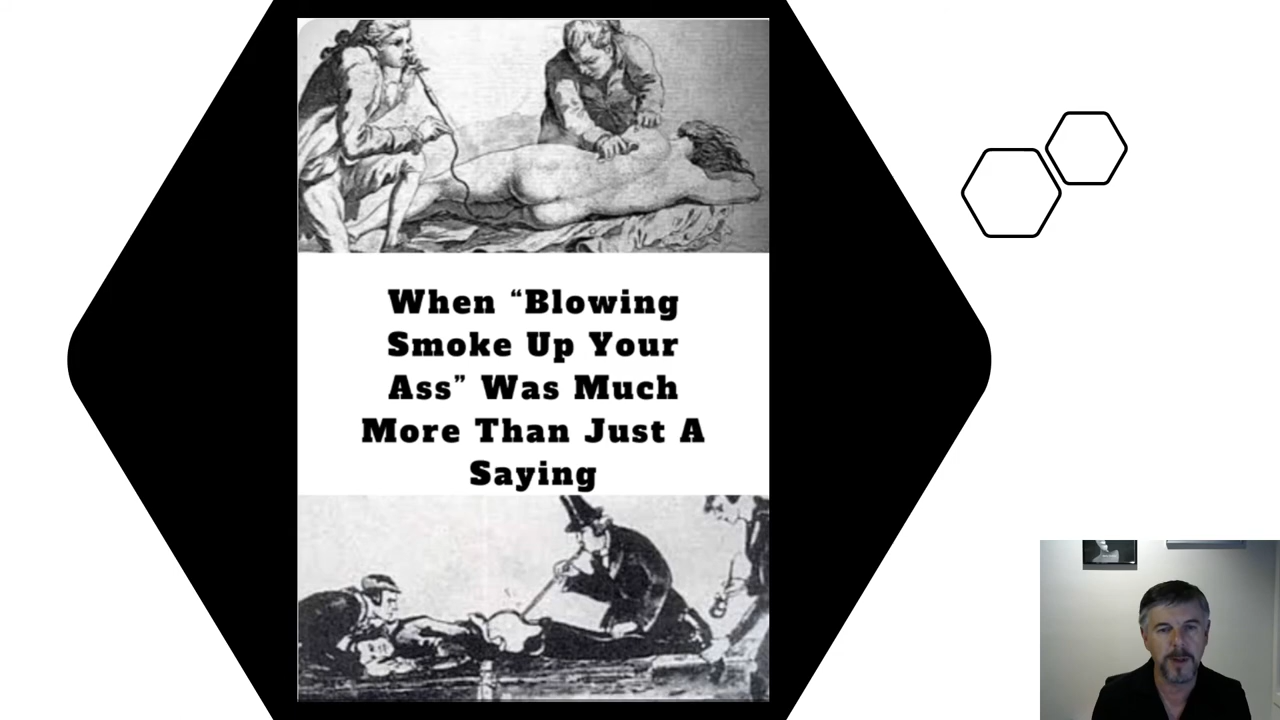 When “Blowing
Smoke Up Your
Ass” Was Much
More Than Just A
Saying